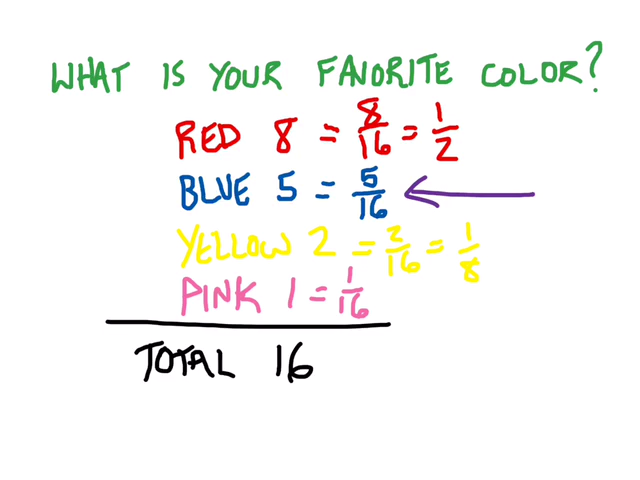 WHAT IS YOUR FAVORITE COLOR?
RED 8 = 8/16 = 1/2
BLUE 5 = 5/16
YELLOW 2 = 2/16 = 1/8
PINK 1 = 1/16
TOTAL 16